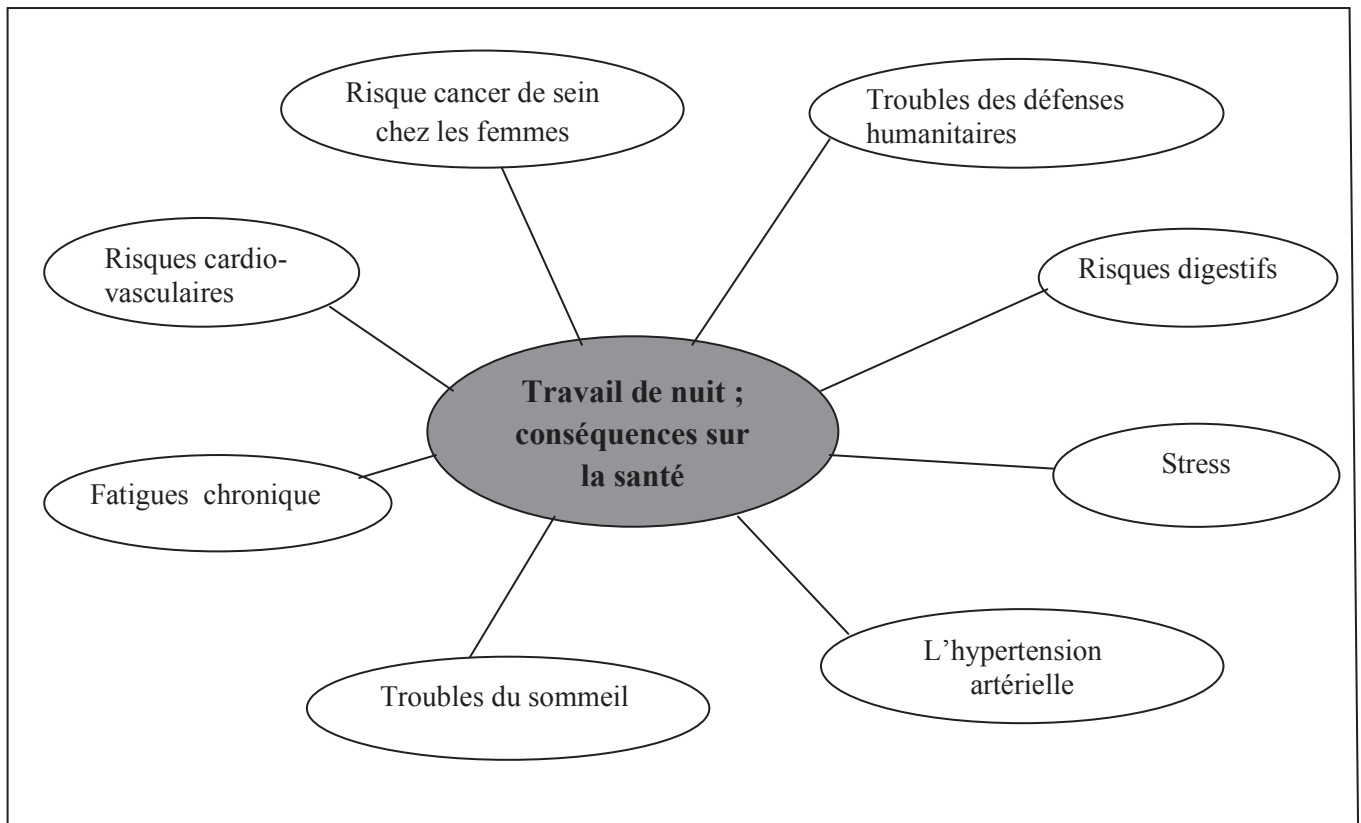 Risque cancer de sein
chez les femmes
Troubles des défenses
humanitaires
Risques cardio-
vasculaires
Risques digestifs
Travail de nuit ;
conséquences sur
la santé
Fatigues chronique
Stress
Troubles du sommeil
L’hypertension
artérielle